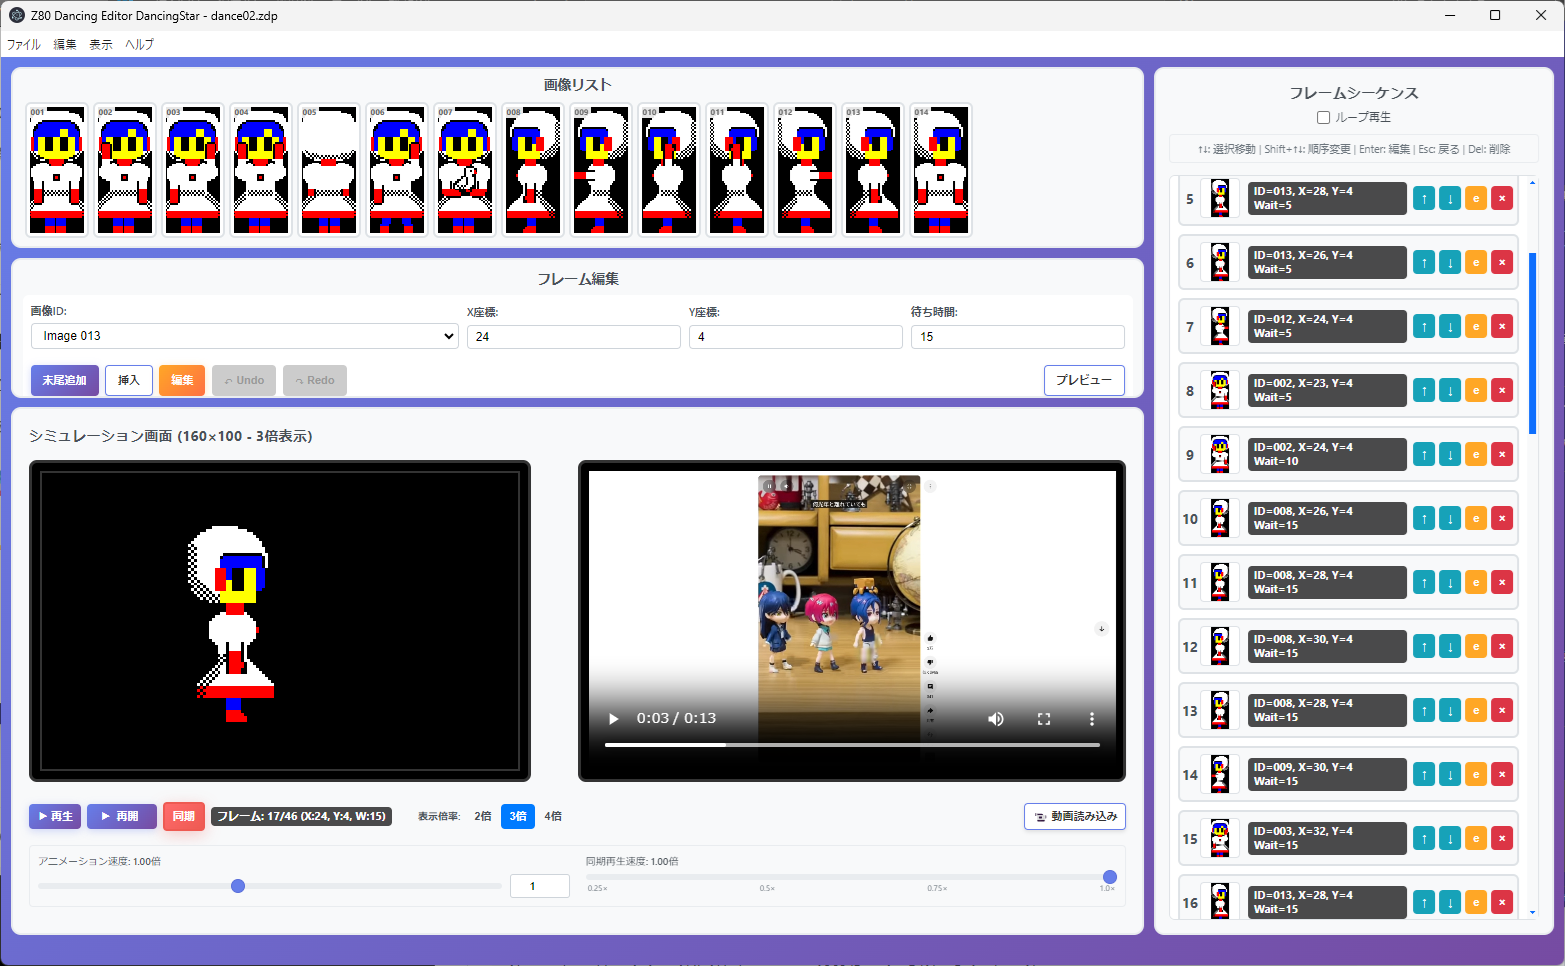 Z80 Dancing Editor DancingStar - dance02.zdp
ファイル 編集 表示 ヘルプ
画像リスト
001 002 003 004 005 006 007 008 009 010 011 012 013 014
フレーム編集
画像ID: X座標: Y座標: 待ち時間:
Image 013 24 4 15
末尾追加 挿入 編集 ↶ Undo ↷ Redo プレビュー
シミュレーション画面 (160×100 - 3倍表示)
何光年と離れていても
0:03 / 0:13
▶ 再生 ▶ 再開 同期 フレーム: 17/46 (X:24, Y:4, W:15) 表示倍率: 2倍 3倍 4倍 動画読み込み
アニメーション速度: 1.00倍
1
同期再生速度: 1.00倍
0.25× 0.5× 0.75× 1.0×
フレームシーケンス
ループ再生
↑↓: 選択移動 | Shift+↑↓: 順序変更 | Enter: 編集 | Esc: 戻る | Del: 削除
5 ID=013, X=28, Y=4 ↑ ↓ e ×
Wait=5
6 ID=013, X=26, Y=4 ↑ ↓ e ×
Wait=5
7 ID=012, X=24, Y=4 ↑ ↓ e ×
Wait=5
8 ID=002, X=23, Y=4 ↑ ↓ e ×
Wait=5
9 ID=002, X=24, Y=4 ↑ ↓ e ×
Wait=10
10 ID=008, X=26, Y=4 ↑ ↓ e ×
Wait=15
11 ID=008, X=28, Y=4 ↑ ↓ e ×
Wait=15
12 ID=008, X=30, Y=4 ↑ ↓ e ×
Wait=15
13 ID=008, X=28, Y=4 ↑ ↓ e ×
Wait=15
14 ID=009, X=30, Y=4 ↑ ↓ e ×
Wait=15
15 ID=003, X=32, Y=4 ↑ ↓ e ×
Wait=15
16 ID=013, X=28, Y=4 ↑ ↓ e ×
Wait=15